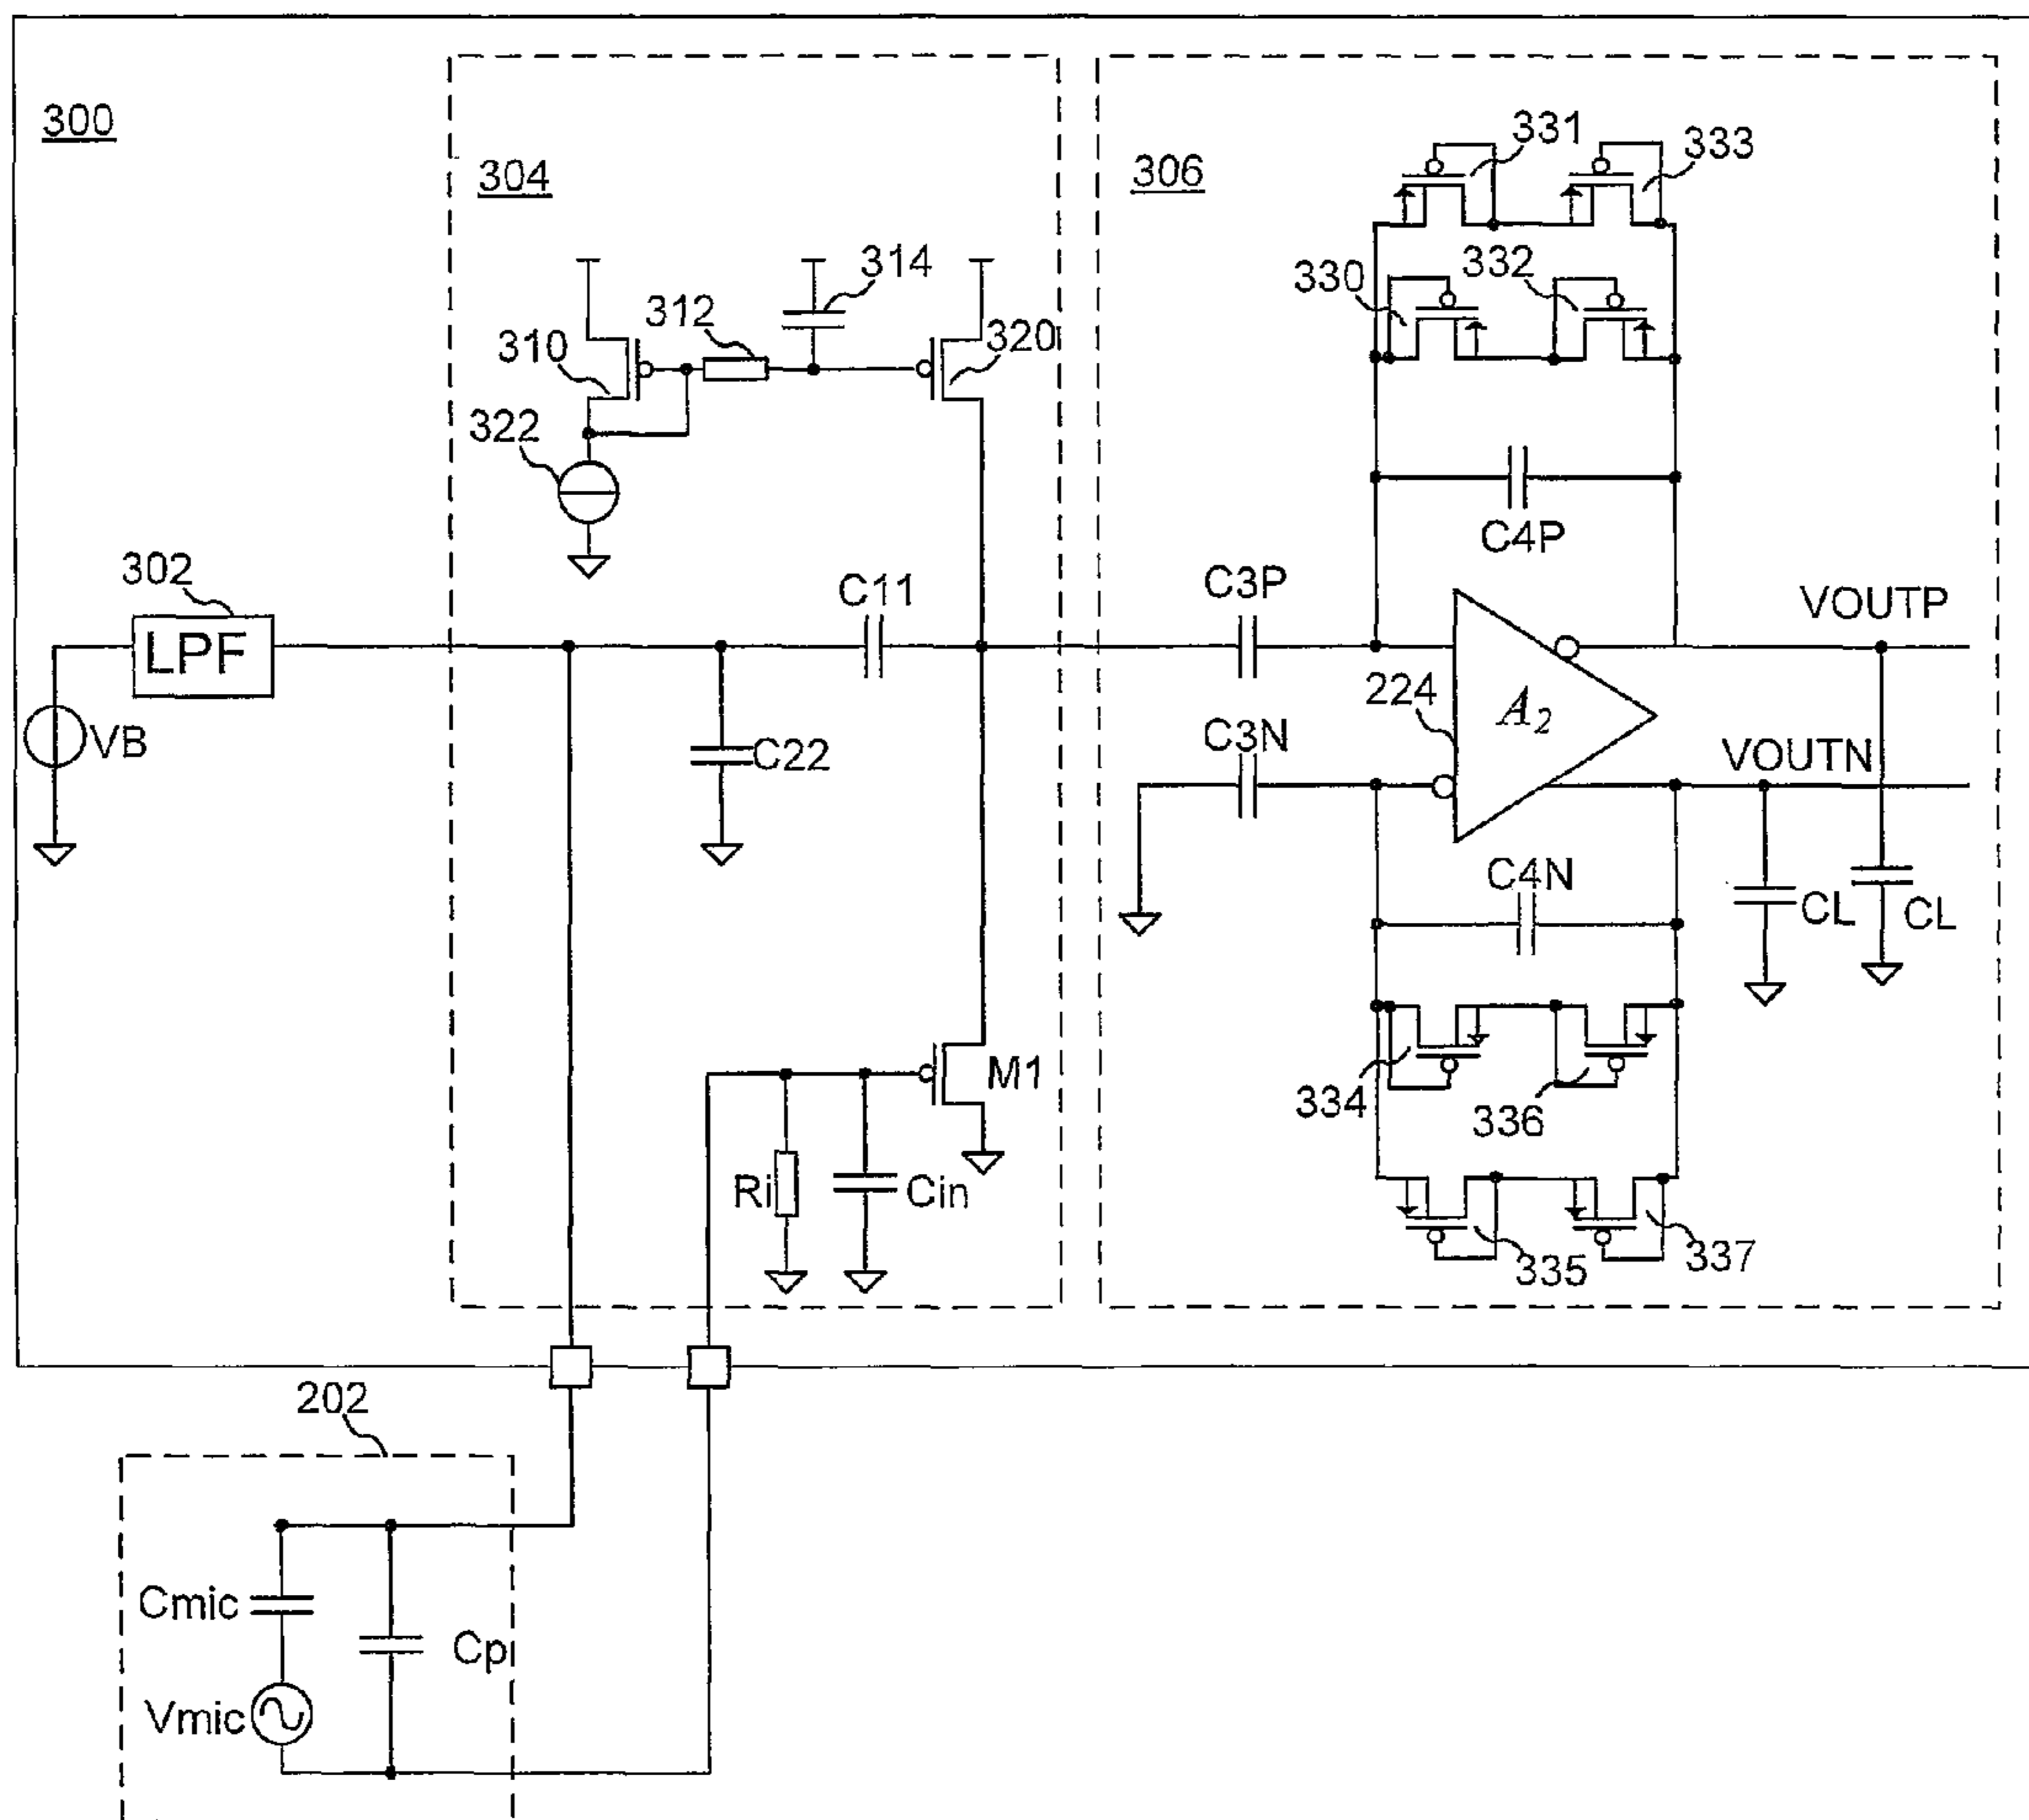 300
304
306
331
333
330
332
314
312
310
320
322
C4P
302
C11
C3P
LPF
VOUTP
224
A2
VB
C22
C3N
VOUTN
C4N
CL
CL
M1
334
336
Ri
Cin
335
337
202
Cmic
Cp
Vmic